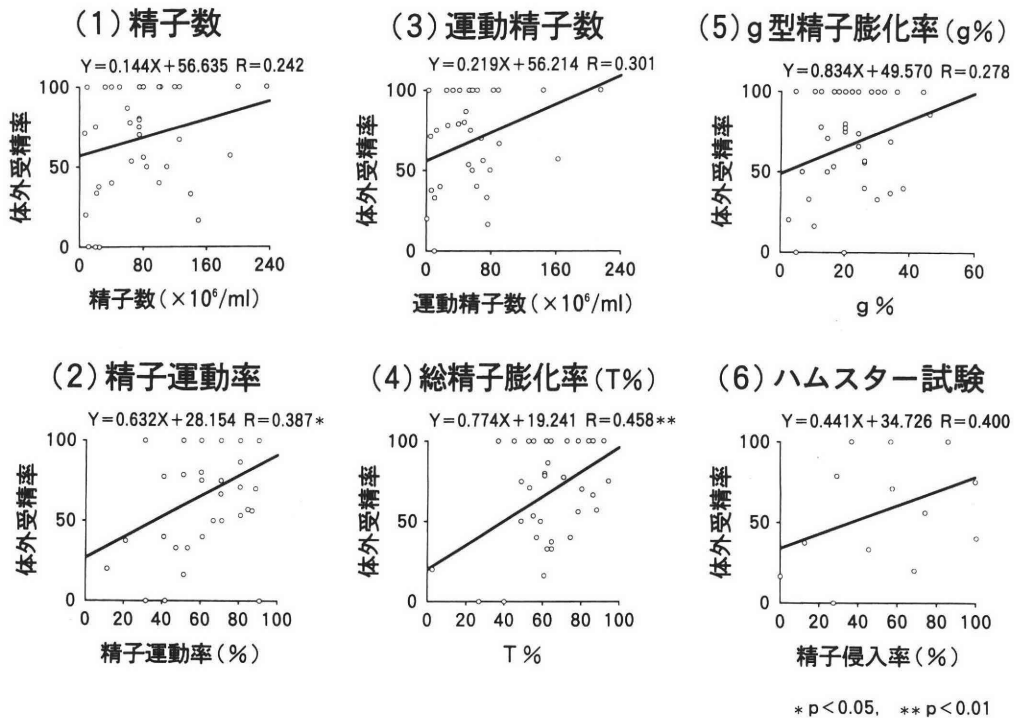 (1)精子数
Y=0.144X+56.635 R=0.242
体外受精率
100
50
0
0 80 160 240
精子数(×10⁶/ml)
(3)運動精子数
Y=0.219X+56.214 R=0.301
体外受精率
100
50
0
0 80 160 240
運動精子数(×10⁶/ml)
(5)g型精子膨化率(g%)
Y=0.834X+49.570 R=0.278
体外受精率
100
50
0
0 20 40 60
g%
(2)精子運動率
Y=0.632X+28.154 R=0.387*
体外受精率
100
50
0
0 20 40 60 80 100
精子運動率(%)
(4)総精子膨化率(T%)
Y=0.774X+19.241 R=0.458**
体外受精率
100
50
0
0 20 40 60 80 100
T%
(6)ハムスター試験
Y=0.441X+34.726 R=0.400
体外受精率
100
50
0
0 20 40 60 80 100
精子侵入率(%)
*p<0.05, **p<0.01